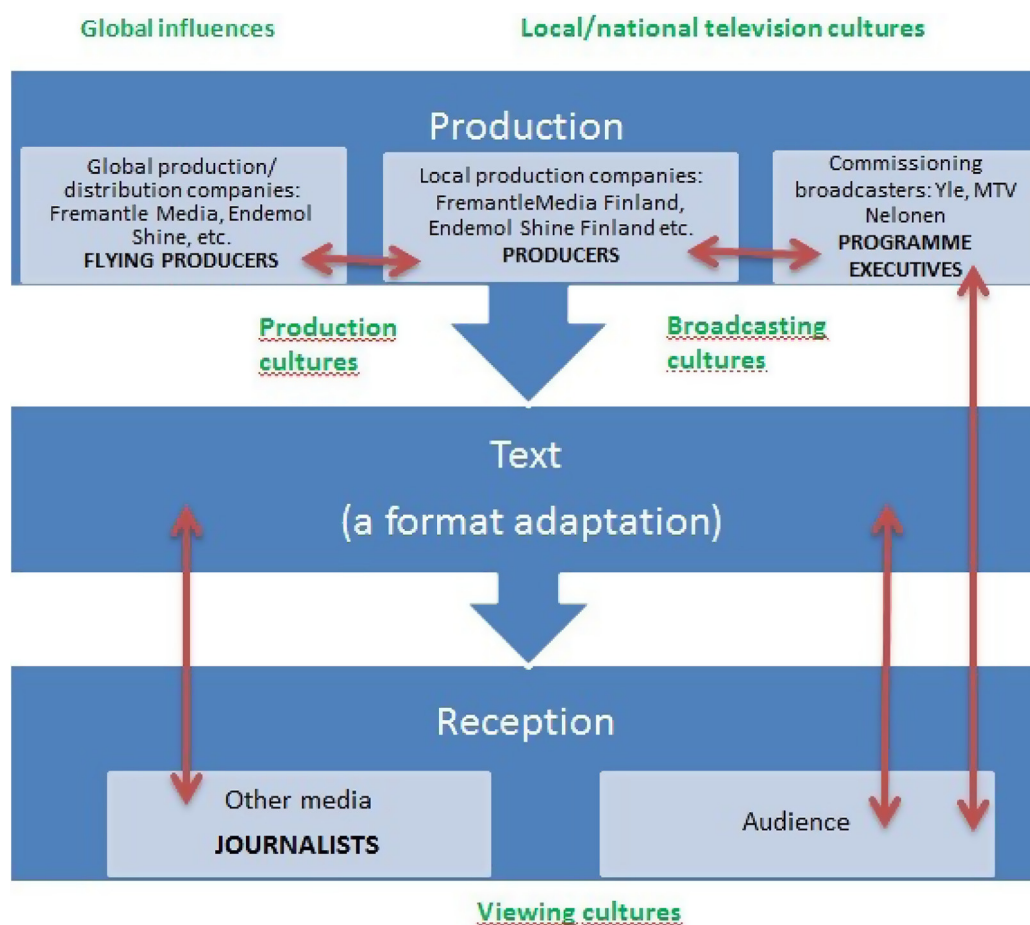 Global influences
Local/national television cultures
Production
Global production/
distribution companies:
Fremantle Media, Endemol
Shine, etc.
FLYING PRODUCERS
Local production companies:
FremantleMedia Finland,
Endemol Shine Finland etc.
PRODUCERS
Commissioning
broadcasters: Yle, MTV
Nelonen
PROGRAMME
EXECUTIVES
Production
cultures
Broadcasting
cultures
Text
(a format adaptation)
Reception
Other media
JOURNALISTS
Audience
Viewing cultures